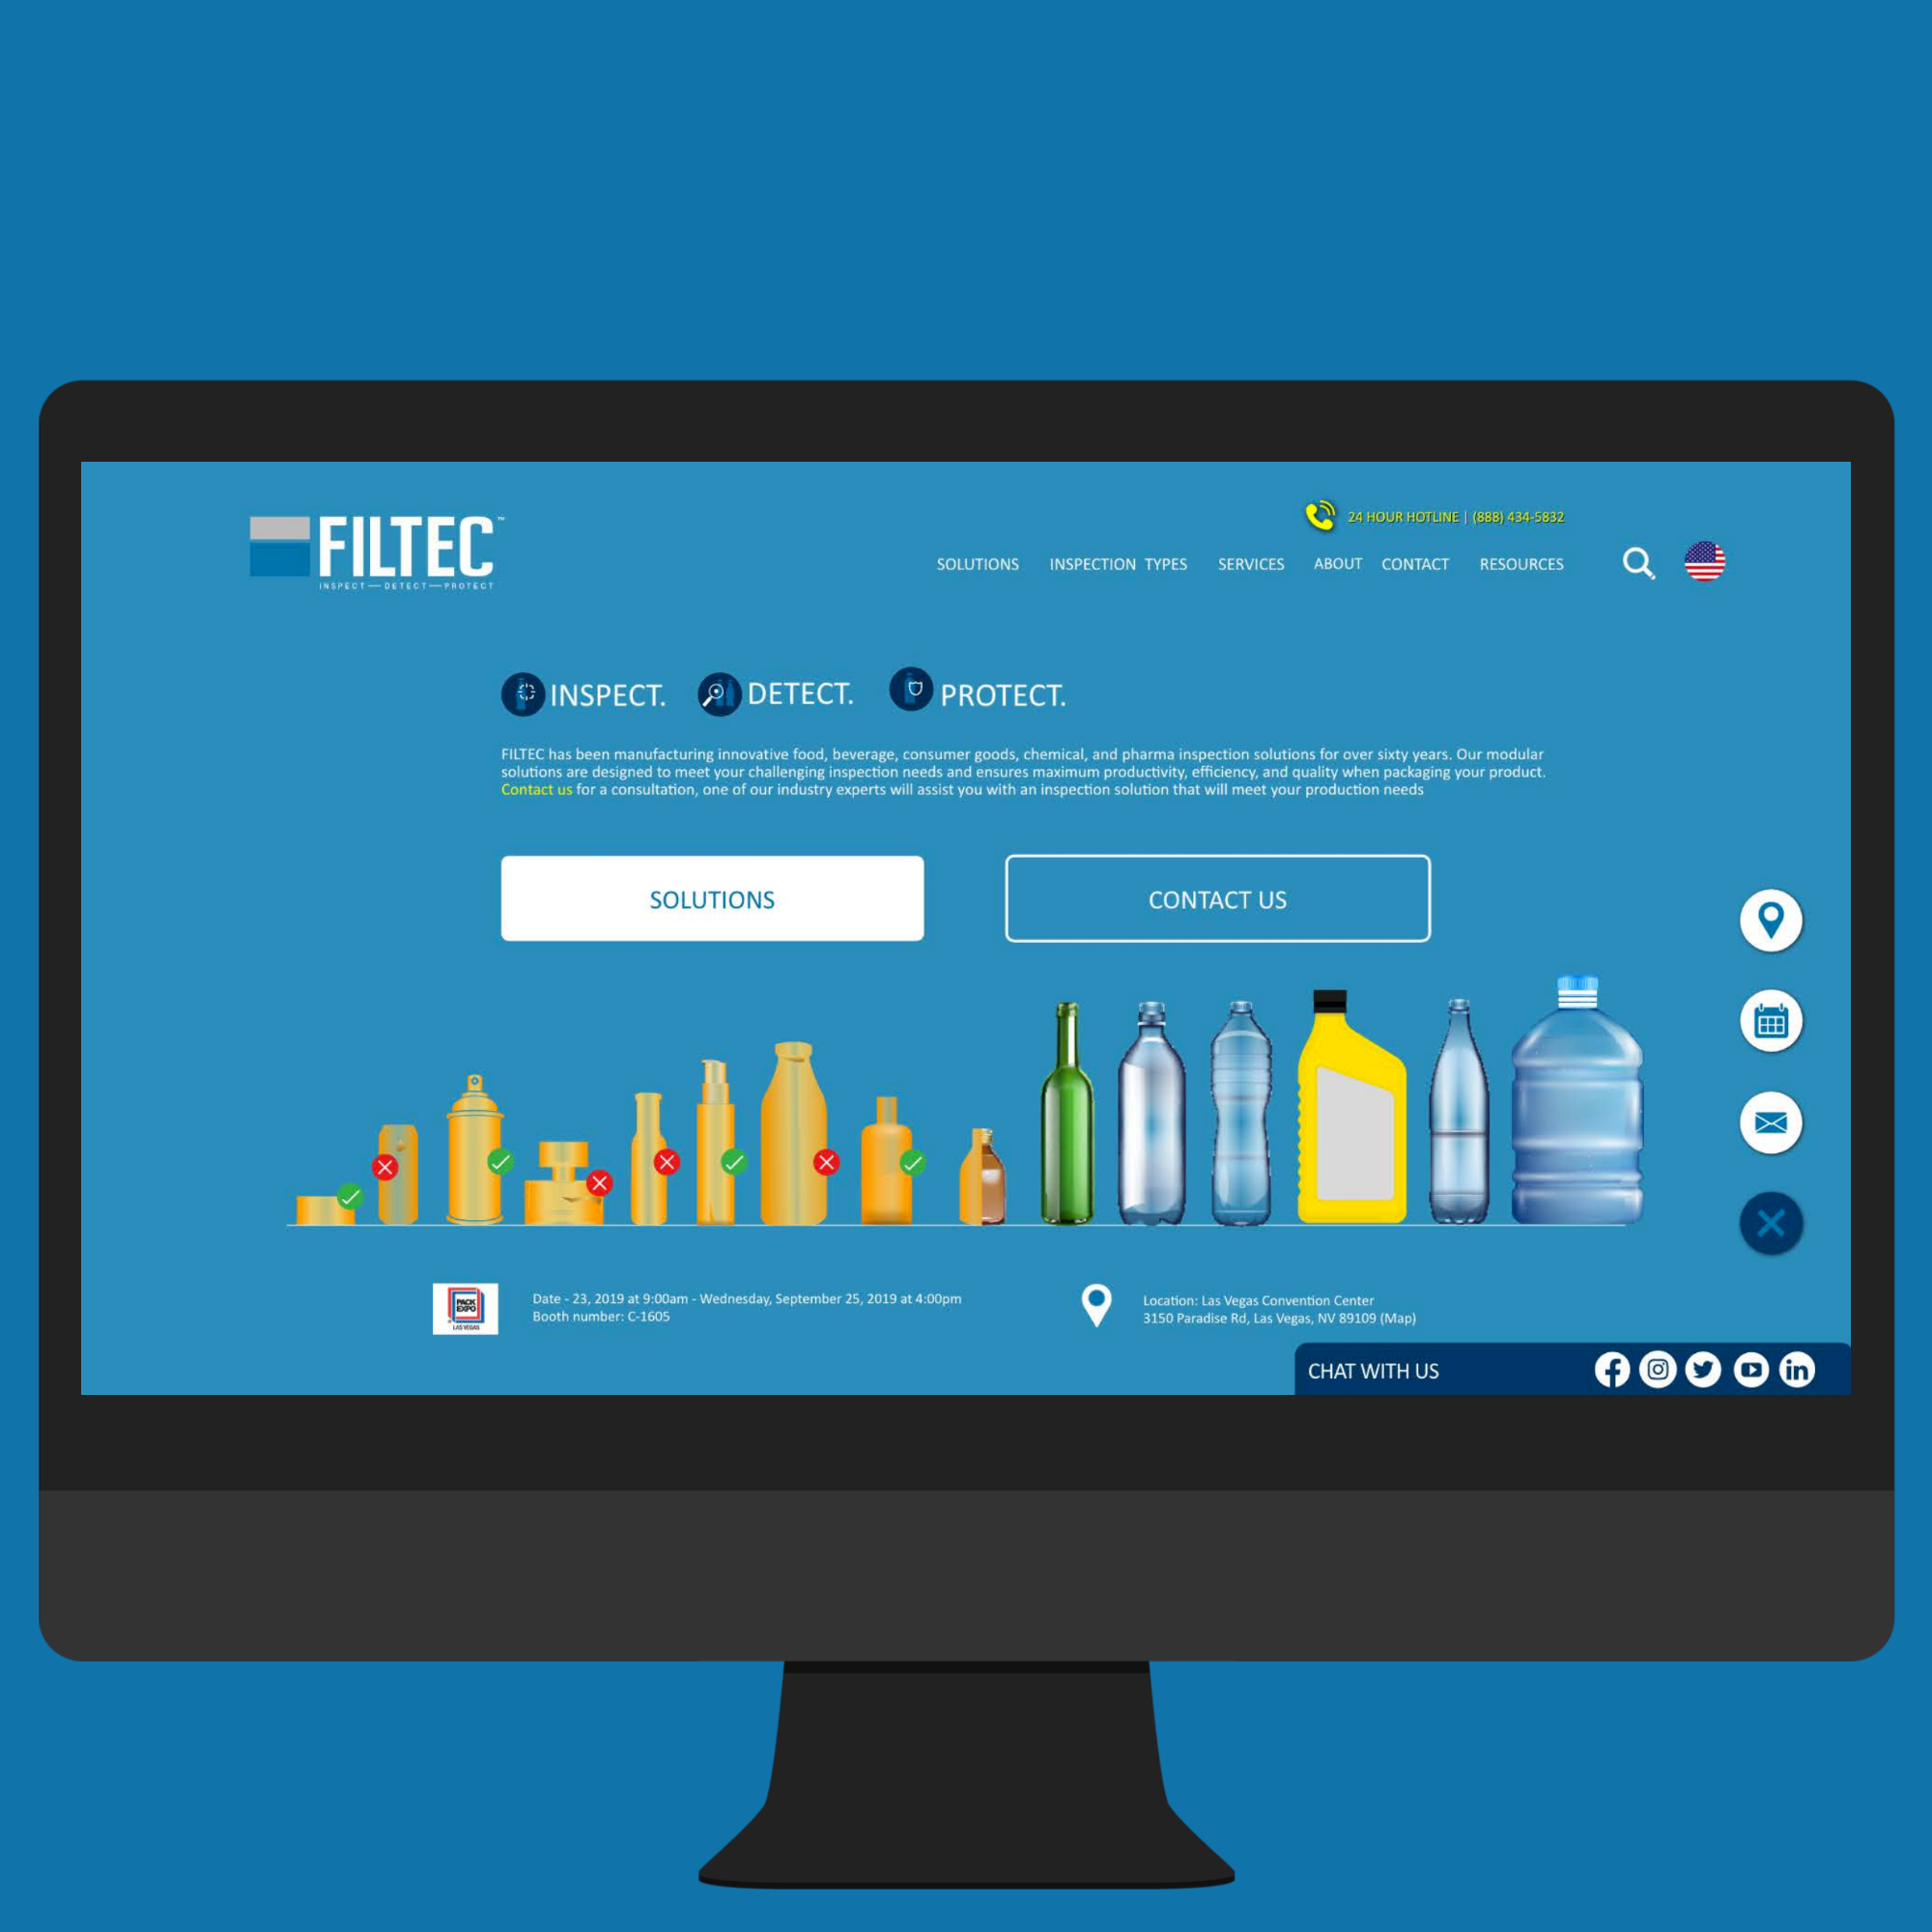 FILTEC™
INSPECT — DETECT — PROTECT
24 HOUR HOTLINE | (888) 434-5832
SOLUTIONS INSPECTION TYPES SERVICES ABOUT CONTACT RESOURCES
INSPECT. DETECT. PROTECT.
FILTEC has been manufacturing innovative food, beverage, consumer goods, chemical, and pharma inspection solutions for over sixty years. Our modular
solutions are designed to meet your challenging inspection needs and ensures maximum productivity, efficiency, and quality when packaging your product.
Contact us for a consultation, one of our industry experts will assist you with an inspection solution that will meet your production needs
SOLUTIONS
CONTACT US
PACK
EXPO
LAS VEGAS
Date - 23, 2019 at 9:00am - Wednesday, September 25, 2019 at 4:00pm
Booth number: C-1605
Location: Las Vegas Convention Center
3150 Paradise Rd, Las Vegas, NV 89109 (Map)
CHAT WITH US